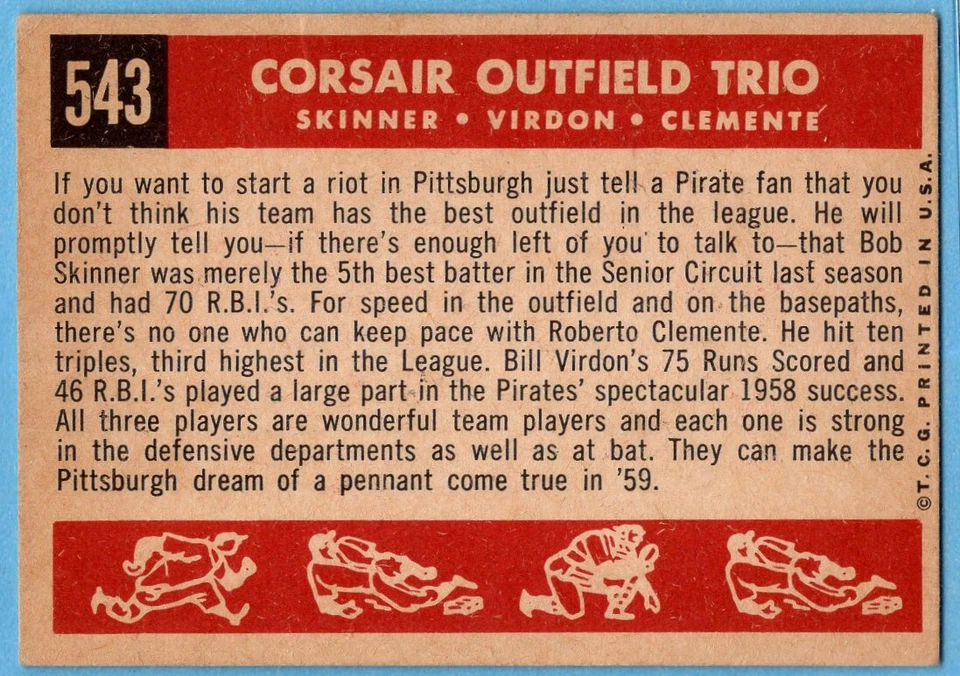 543
CORSAIR OUTFIELD TRIO
SKINNER • VIRDON • CLEMENTE
If you want to start a riot in Pittsburgh just tell a Pirate fan that you
don't think his team has the best outfield in the league. He will
promptly tell you—if there's enough left of you to talk to—that Bob
Skinner was merely the 5th best batter in the Senior Circuit last season
and had 70 R.B.I.'s. For speed in the outfield and on the basepaths,
there's no one who can keep pace with Roberto Clemente. He hit ten
triples, third highest in the League. Bill Virdon's 75 Runs Scored and
46 R.B.I.'s played a large part in the Pirates' spectacular 1958 success.
All three players are wonderful team players and each one is strong
in the defensive departments as well as at bat. They can make the
Pittsburgh dream of a pennant come true in '59.
©T. C. G. PRINTED IN U.S.A.